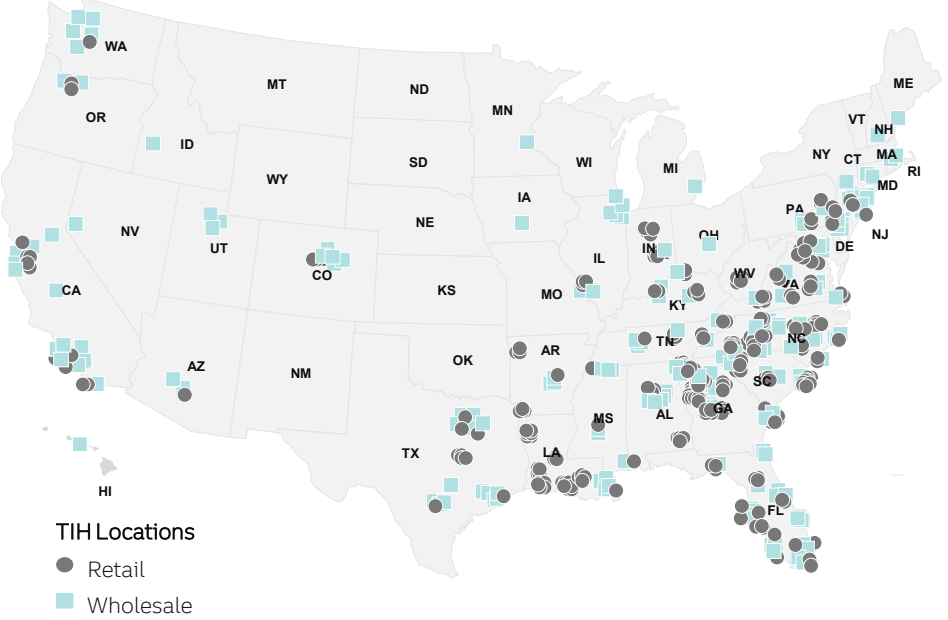 WA
ME
MT
ND
MN
VT
OR
NH
ID
WI
NY
CT
MA
SD
MI
RI
WY
MD
IA
PA
NV
NE
UT
OH
NJ
IN
DE
IL
CO
WV
CA
KS
MO
VA
KY
NC
TN
AR
OK
AZ
NM
SC
GA
AL
MS
TX
LA
HI
FL
TIH Locations
Retail
Wholesale